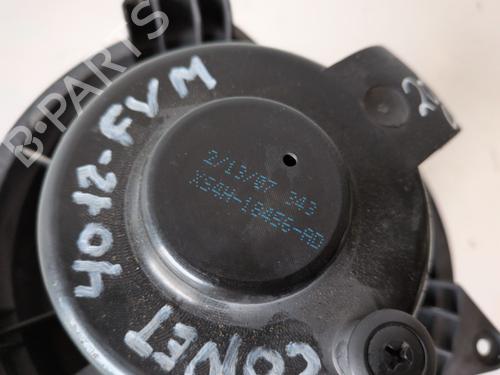 B-PARTS
4012-FVM
2/13/07 343
XS4H-18456-AD
CONET